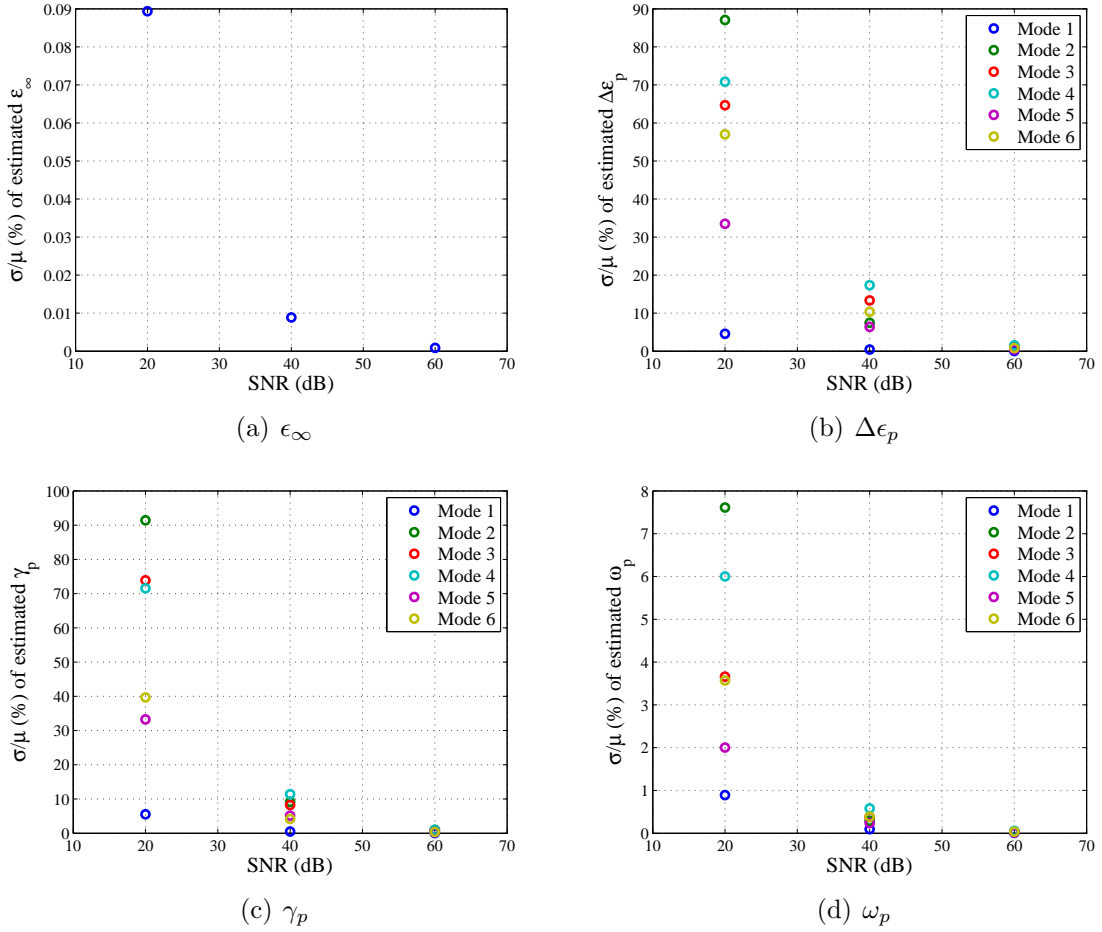 0.09
0.08
0.07
0.06
0.05
0.04
0.03
0.02
0.01
0
10 20 30 40 50 60 70
SNR (dB)
σ/μ (%) of estimated ε∞
(a) ϵ∞
90
80
70
60
50
40
30
20
10
0
10 20 30 40 50 60 70
SNR (dB)
σ/μ (%) of estimated Δεp
Mode 1
Mode 2
Mode 3
Mode 4
Mode 5
Mode 6
(b) Δϵp
100
90
80
70
60
50
40
30
20
10
0
10 20 30 40 50 60 70
SNR (dB)
σ/μ (%) of estimated γp
Mode 1
Mode 2
Mode 3
Mode 4
Mode 5
Mode 6
(c) γp
8
7
6
5
4
3
2
1
0
10 20 30 40 50 60 70
SNR (dB)
σ/μ (%) of estimated ωp
Mode 1
Mode 2
Mode 3
Mode 4
Mode 5
Mode 6
(d) ωp